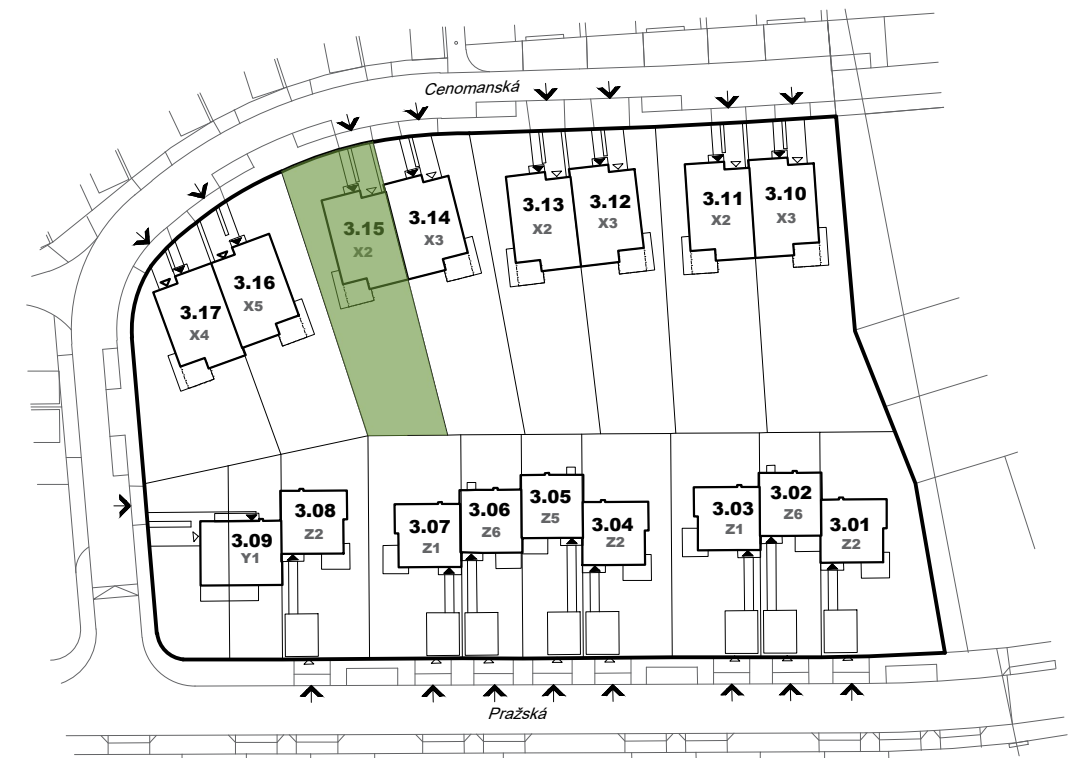 Cenomanská
3.15
X2
3.14
X3
3.13
X2
3.12
X3
3.11
X2
3.10
X3
3.17
X4
3.16
X5
3.09
Y1
3.08
Z2
3.07
Z1
3.06
Z6
3.05
Z5
3.04
Z2
3.03
Z1
3.02
Z6
3.01
Z2
Pražská